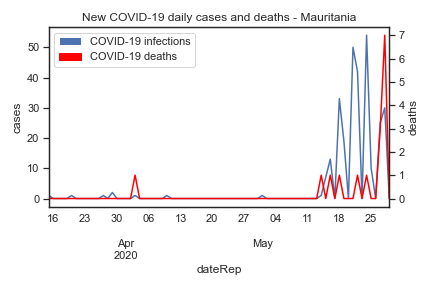 New COVID-19 daily cases and deaths - Mauritania
COVID-19 infections
COVID-19 deaths
50
40
30
20
10
0
cases
7
6
5
4
3
2
1
0
deaths
16 23 30 06 13 20 27 04 11 18 25
Apr May
2020
dateRep